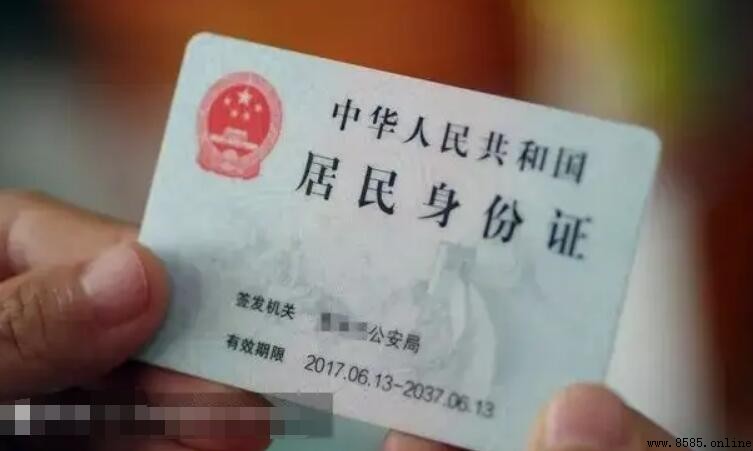 中华人民共和国
居民身份证
签发机关 公安局
有效期限 2017.06.13-2037.06.13
www.8585.online